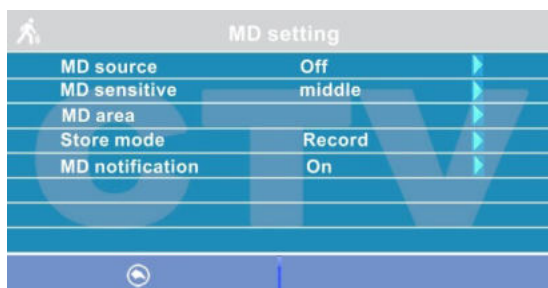 MD setting
MD source Off
MD sensitive middle
MD area
Store mode Record
MD notification On
CTV